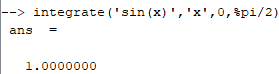 --> integrate('sin(x)','x',0,%pi/2)
ans =
1.0000000